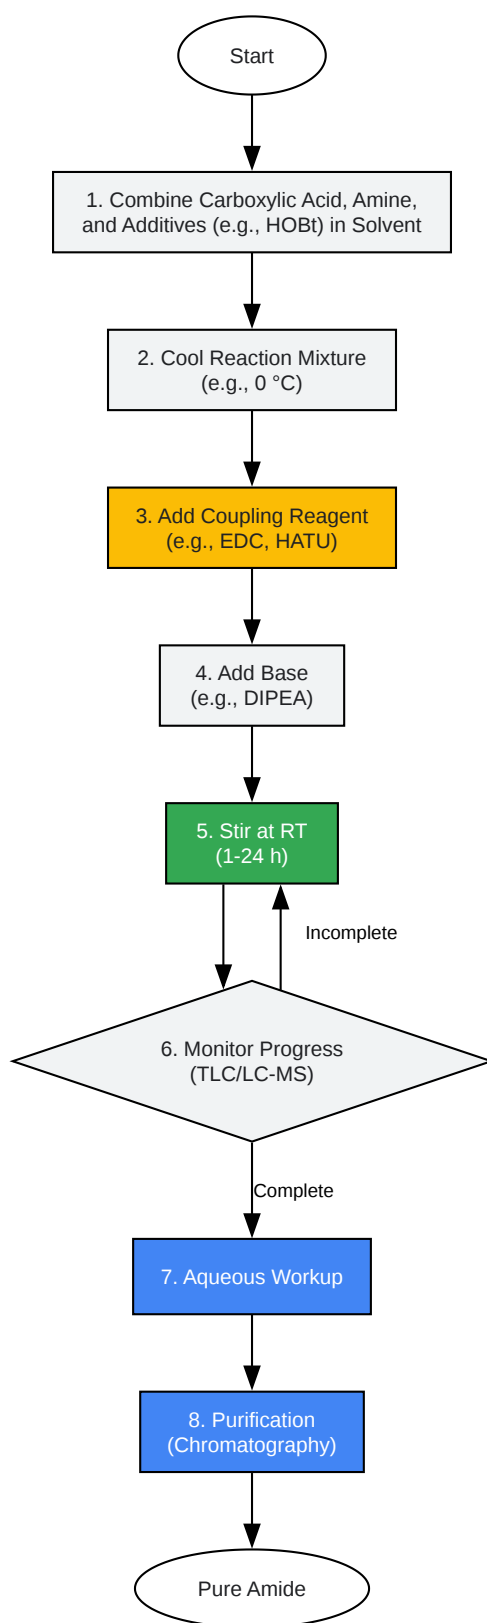 Start
1. Combine Carboxylic Acid, Amine,
and Additives (e.g., HOBt) in Solvent
2. Cool Reaction Mixture
(e.g., 0 °C)
3. Add Coupling Reagent
(e.g., EDC, HATU)
4. Add Base
(e.g., DIPEA)
5. Stir at RT
(1-24 h)
Incomplete
6. Monitor Progress
(TLC/LC-MS)
Complete
7. Aqueous Workup
8. Purification
(Chromatography)
Pure Amide